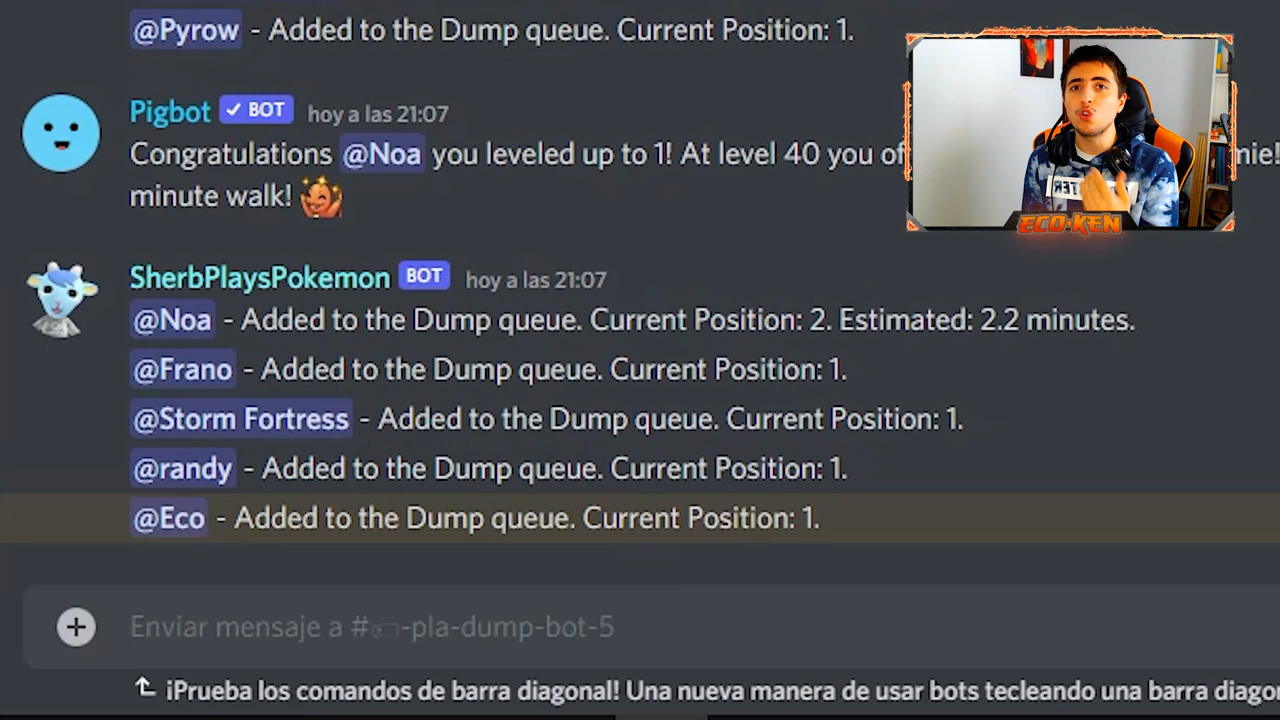 @Pyrow - Added to the Dump queue. Current Position: 1.
Pigbot ✓ BOT hoy a las 21:07
Congratulations @Noa you leveled up to 1! At level 40 you of
mie!
minute walk!
ECO-KEN
SherbPlaysPokemon BOT hoy a las 21:07
@Noa - Added to the Dump queue. Current Position: 2. Estimated: 2.2 minutes.
@Frano - Added to the Dump queue. Current Position: 1.
@Storm Fortress - Added to the Dump queue. Current Position: 1.
@randy - Added to the Dump queue. Current Position: 1.
@Eco - Added to the Dump queue. Current Position: 1.
Enviar mensaje a #-pla-dump-bot-5
¡Prueba los comandos de barra diagonal! Una nueva manera de usar bots tecleando una barra diagon